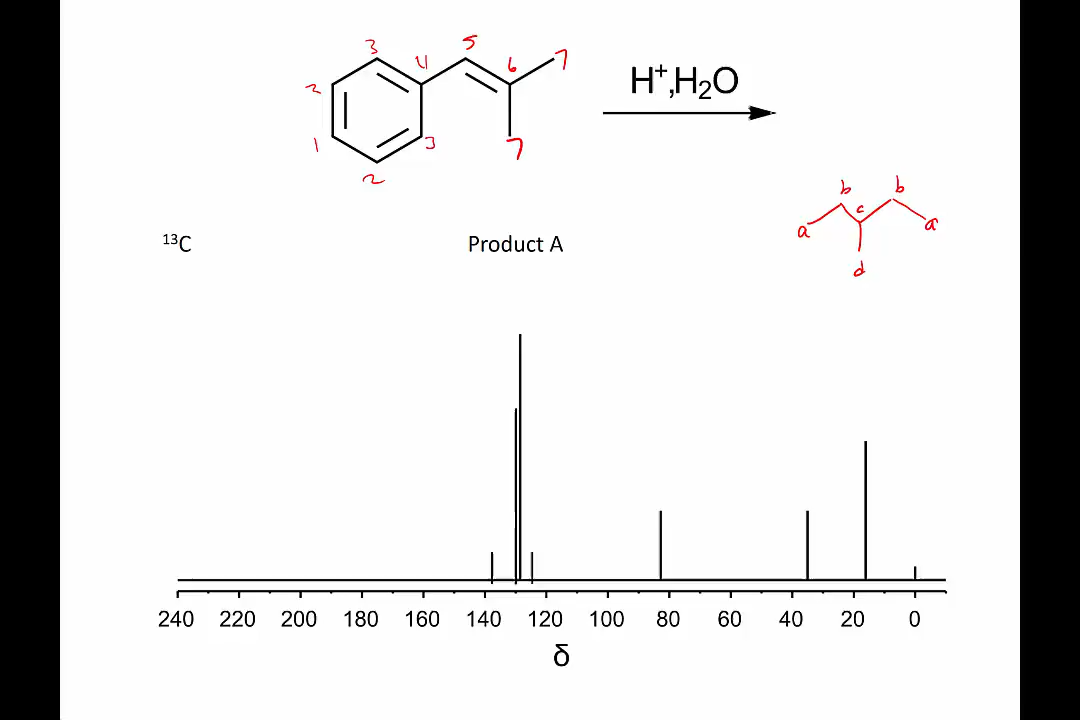 3 4 5 6 7
2
1 3 7
2
H⁺,H₂O
b b
a c a
d
¹³C Product A
240 220 200 180 160 140 120 100 80 60 40 20 0
δ